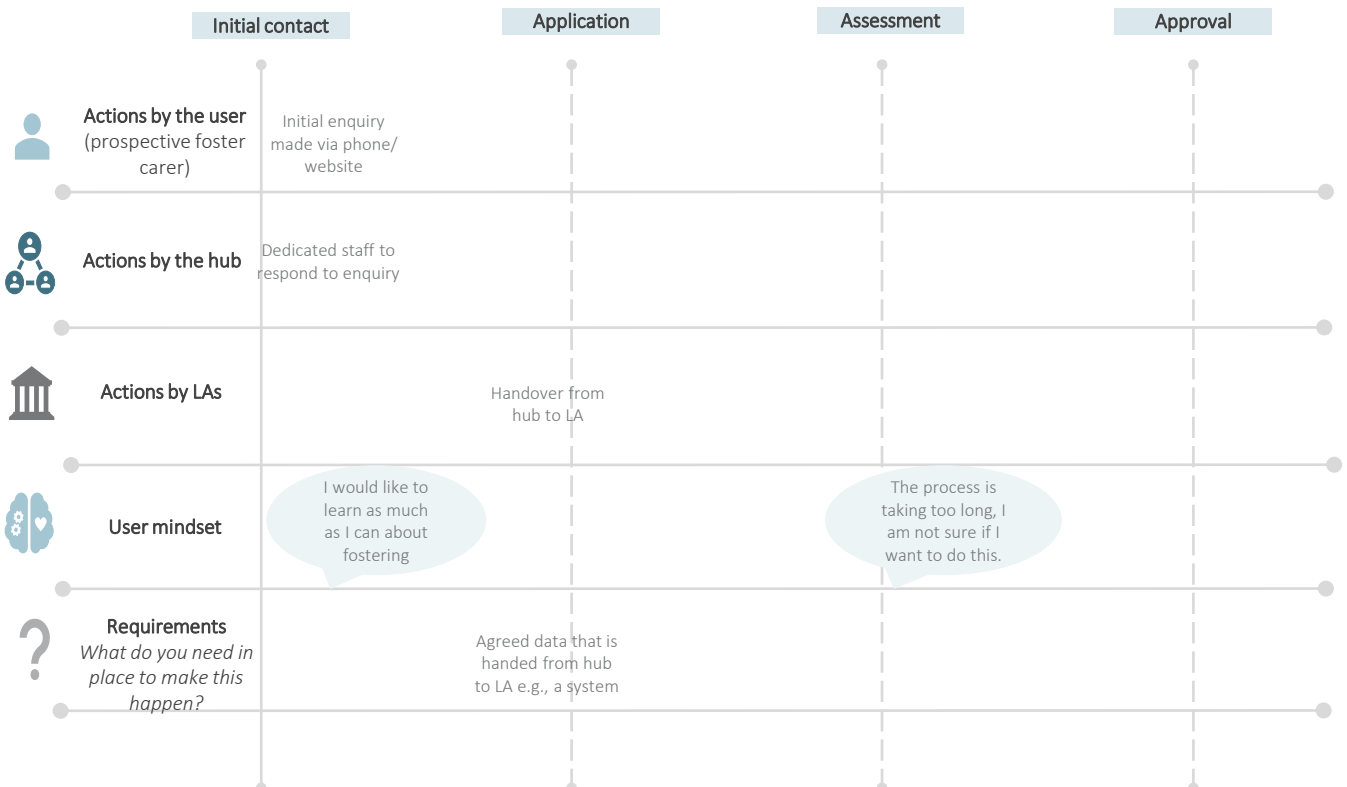 Initial contact
Application
Assessment
Approval
Actions by the user
(prospective foster
carer)
Initial enquiry
made via phone/
website
Actions by the hub
Dedicated staff to
respond to enquiry
Actions by LAs
Handover from
hub to LA
User mindset
I would like to
learn as much
as I can about
fostering
The process is
taking too long, I
am not sure if I
want to do this.
Requirements
What do you need in
place to make this
happen?
Agreed data that is
handed from hub
to LA e.g., a system